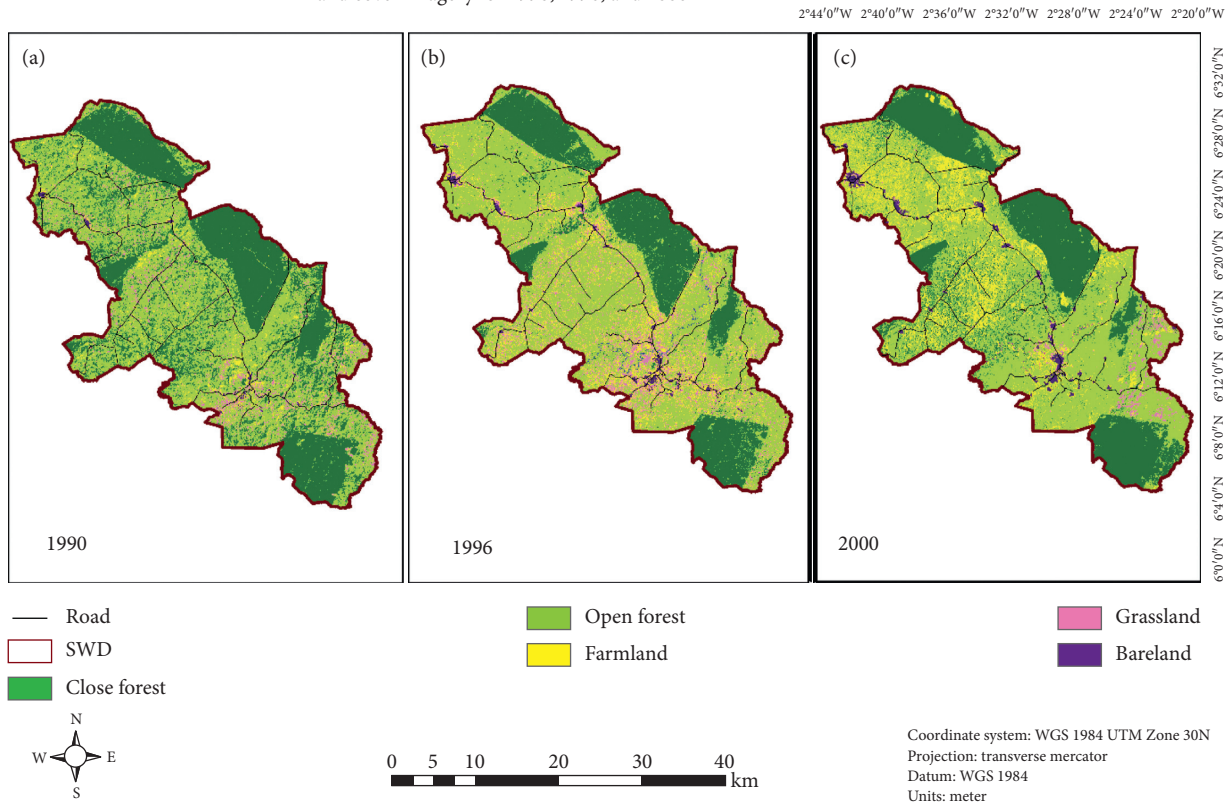 2°44′0″W 2°40′0″W 2°36′0″W 2°32′0″W 2°28′0″W 2°24′0″W 2°20′0″W
(a)
(b)
(c)
6°32′0″N
6°28′0″N
6°24′0″N
6°20′0″N
6°16′0″N
6°12′0″N
6°8′0″N
6°4′0″N
6°0′0″N
1990
1996
2000
Road
SWD
Close forest
Open forest
Farmland
Grassland
Bareland
N
W E
S
0 5 10 20 30 40
km
Coordinate system: WGS 1984 UTM Zone 30N
Projection: transverse mercator
Datum: WGS 1984
Units: meter